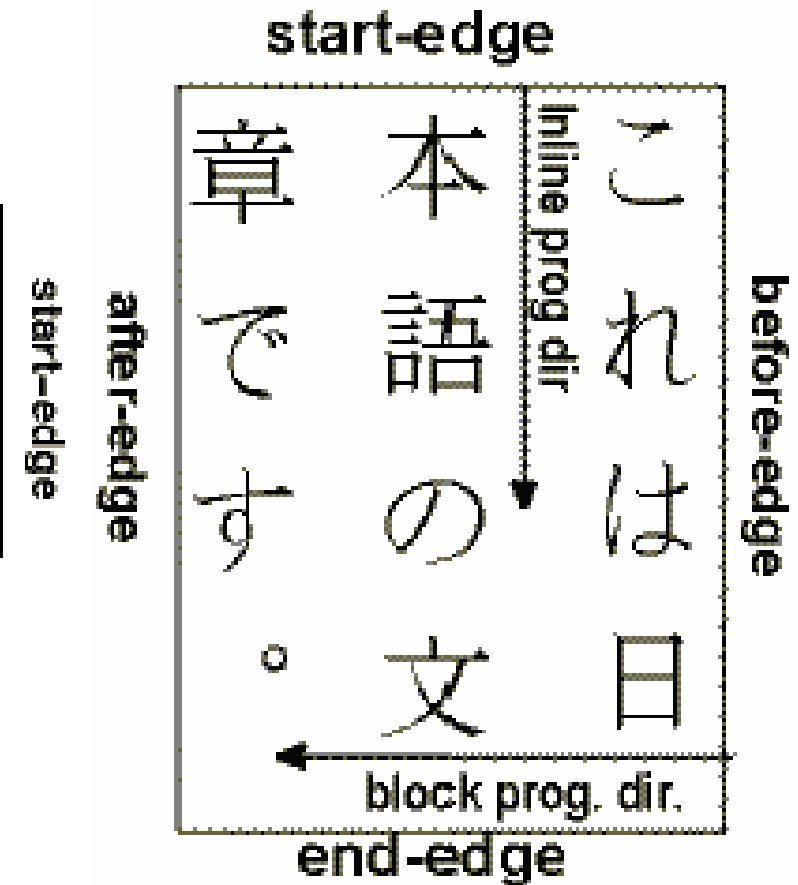 start-edge
これは日
本語の文
章です。
Inline prog dir
before-edge
after-edge
start-edge
block prog. dir.
end-edge